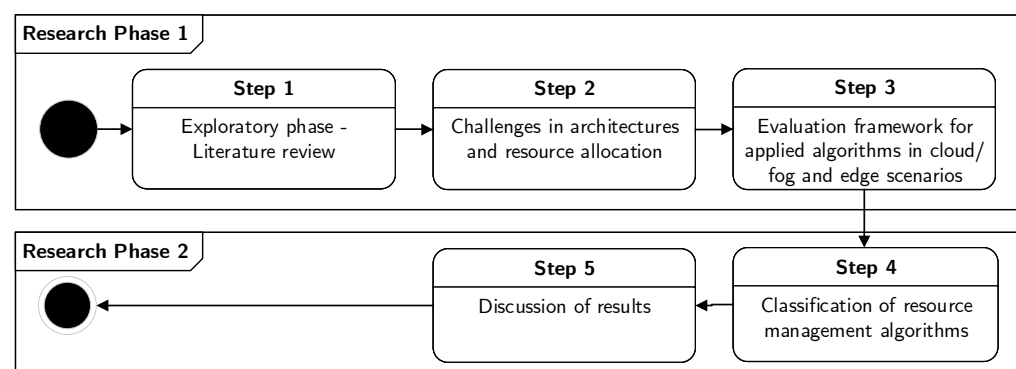 Research Phase 1
Step 1
Exploratory phase -
Literature review
Step 2
Challenges in architectures
and resource allocation
Step 3
Evaluation framework for
applied algorithms in cloud/
fog and edge scenarios
Research Phase 2
Step 5
Discussion of results
Step 4
Classification of resource
management algorithms